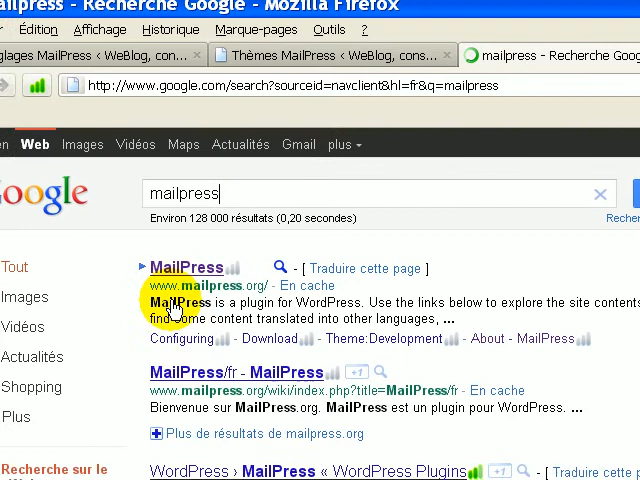 ailpress - Recherche Google - Mozilla Firefox
Édition Affichage Historique Marque-pages Outils ?
glages MailPress ‹ WeBlog, con... × Thèmes MailPress ‹ WeBlog, cons... × mailpress - Recherche Goog
http://www.google.com/search?sourceid=navclient&hl=fr&q=mailpress
en Web Images Vidéos Maps Actualités Gmail plus
oogle
mailpress
Environ 128 000 résultats (0,20 secondes) Recher
Tout
Images
Vidéos
Actualités
Shopping
Plus
Recherche sur le
MailPress - [ Traduire cette page ]
www.mailpress.org/ - En cache
MailPress is a plugin for WordPress. Use the links below to explore the site contents
find some content translated into other languages, ...
Configuring - Download - Theme:Development - About - MailPress
MailPress/fr - MailPress +1
www.mailpress.org/wiki/index.php?title=MailPress/fr - En cache
Bienvenue sur MailPress.org. MailPress est un plugin pour WordPress. ...
Plus de résultats de mailpress.org
WordPress › MailPress « WordPress Plugins +1 - [ Traduire cet